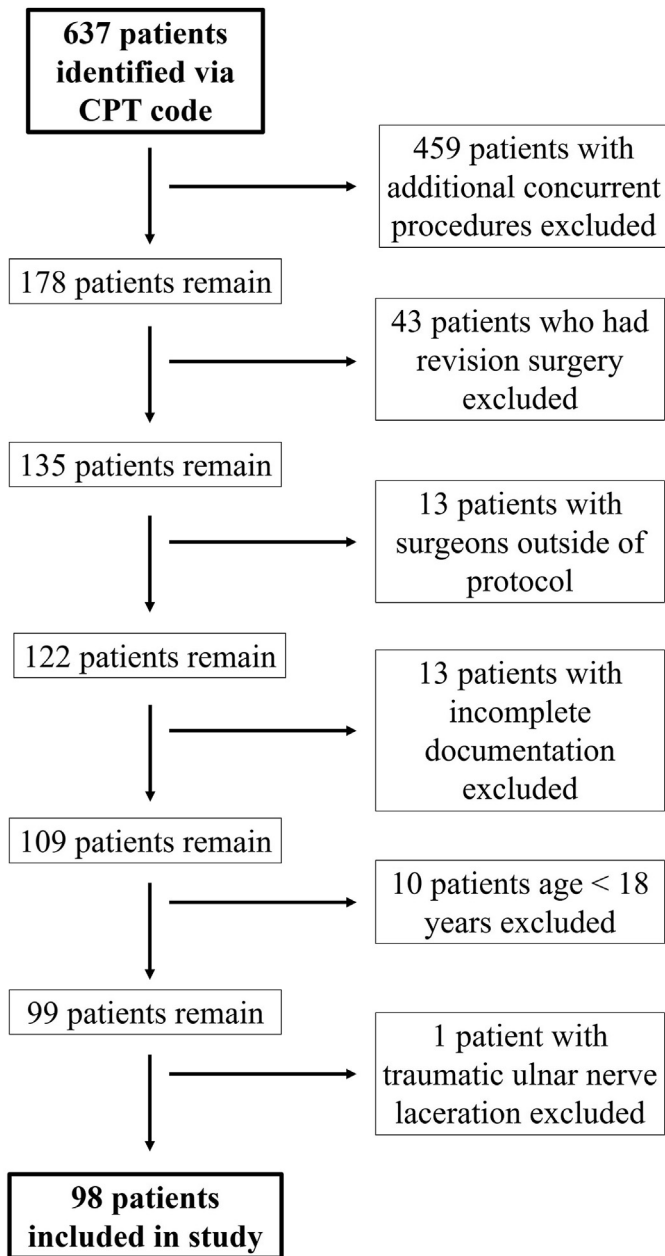 637 patients
identified via
CPT code
459 patients with
additional concurrent
procedures excluded
178 patients remain
43 patients who had
revision surgery
excluded
135 patients remain
13 patients with
surgeons outside of
protocol
122 patients remain
13 patients with
incomplete
documentation
excluded
109 patients remain
10 patients age < 18
years excluded
99 patients remain
1 patient with
traumatic ulnar nerve
laceration excluded
98 patients
included in study